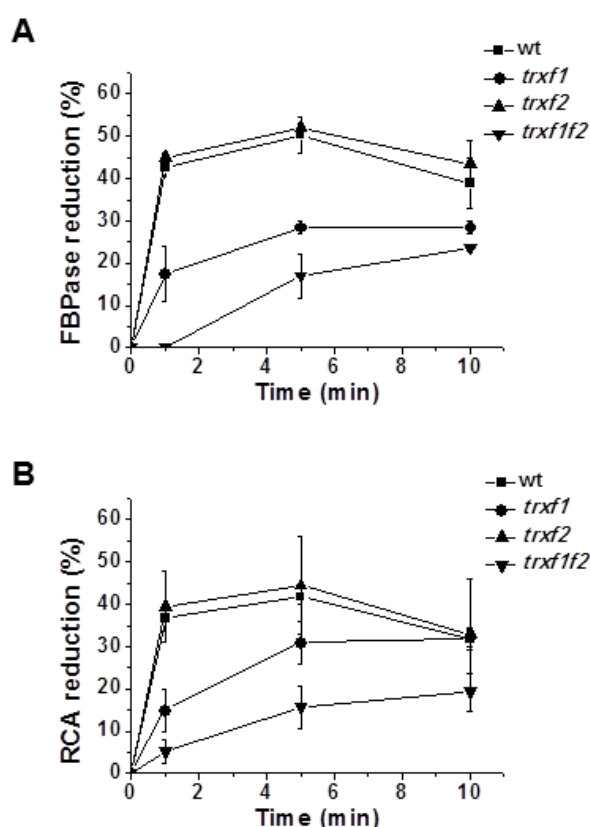 A
wt
trxf1
trxf2
trxf1f2
FBPase reduction (%)
60
50
40
30
20
10
0
0 2 4 6 8 10
Time (min)
B
wt
trxf1
trxf2
trxf1f2
RCA reduction (%)
60
50
40
30
20
10
0
0 2 4 6 8 10
Time (min)